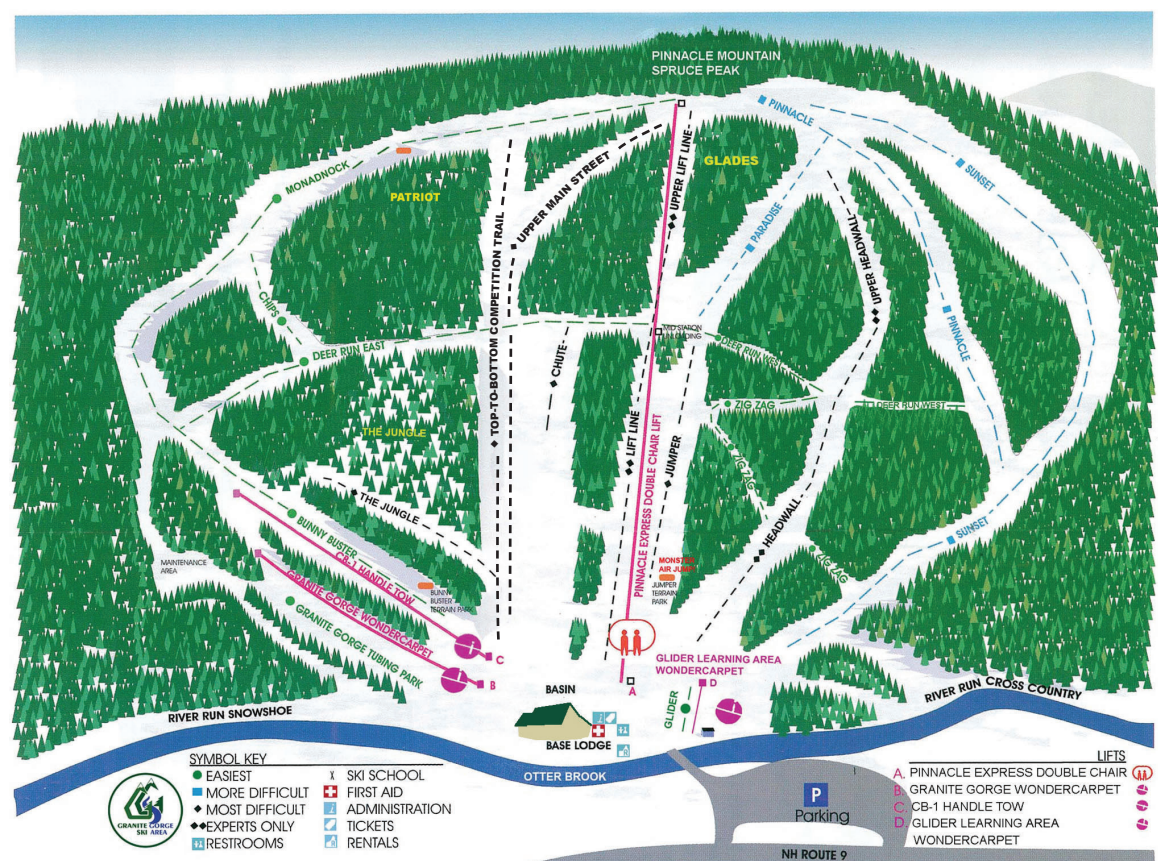 PINNACLE MOUNTAIN
SPRUCE PEAK
PINNACLE
SUNSET
MONADNOCK
PATRIOT
UPPER MAIN STREET
UPPER LIFT LINE
GLADES
PARADISE
UPPER HEADWALL
TOP-TO-BOTTOM COMPETITION TRAIL
CHIPS
DEER RUN EAST
CHUTE
MID STATION
UNLOADING
DEER RUN WEST
PINNACLE
ZIG ZAG
DEER RUN WEST
THE JUNGLE
LIFT LINE
JUMPER
PINNACLE EXPRESS DOUBLE CHAIR LIFT
ZIG ZAG
THE JUNGLE
BUNNY BUSTER
HEADWALL
SUNSET
CB-1 HANDLE TOW
ZIG ZAG
MAINTENANCE
AREA
GRANITE GORGE WONDERCARPET
BUNNY
BUSTER
TERRAIN PARK
MONSTER
AIR JUMP
JUMPER
TERRAIN
PARK
GRANITE GORGE TUBING PARK
C
B
A
GLIDER LEARNING AREA
WONDERCARPET
D
GLIDER
RIVER RUN SNOWSHOE
RIVER RUN CROSS COUNTRY
BASIN
BASE LODGE
OTTER BROOK
SYMBOL KEY
EASIEST
MORE DIFFICULT
MOST DIFFICULT
EXPERTS ONLY
RESTROOMS
SKI SCHOOL
FIRST AID
ADMINISTRATION
TICKETS
RENTALS
GRANITE GORGE
SKI AREA
P
Parking
NH ROUTE 9
LIFTS
A. PINNACLE EXPRESS DOUBLE CHAIR
B. GRANITE GORGE WONDERCARPET
C. CB-1 HANDLE TOW
D. GLIDER LEARNING AREA
WONDERCARPET